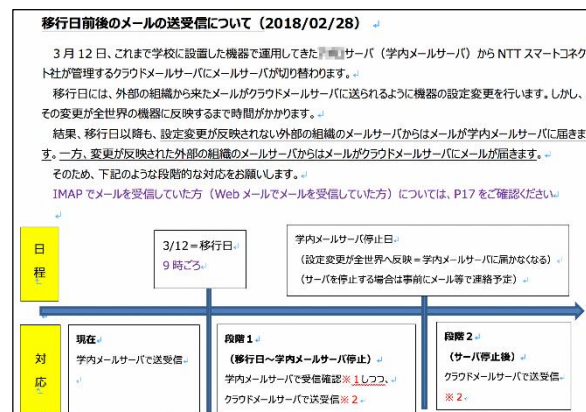 移行日前後のメールの送受信について（2018/02/28）
3月12日、これまで学校に設置した機器で運用してきた サーバ（学内メールサーバ）からNTTスマートコネク
ト社が管理するクラウドメールサーバにメールサーバが切り替わります。
移行日には、外部の組織から来たメールがクラウドメールサーバに送られるように機器の設定変更を行います。しかし、
その変更が全世界の機器に反映するまで時間がかかります。
結果、移行日以降も、設定変更が反映されない外部の組織のメールサーバからはメールが学内メールサーバに届きま
す。一方、変更が反映された外部の組織のメールサーバからはメールがクラウドメールサーバにメールが届きます。
そのため、下記のような段階的な対応をお願いします。
IMAPでメールを受信していた方（Webメールでメールを受信していた方）については、P17をご確認ください
日程
3/12＝移行日
9時ごろ
学内メールサーバ停止日
（設定変更が全世界へ反映＝学内メールサーバに届かなくなる）
（サーバを停止する場合は事前にメール等で連絡予定）
対応
現在
学内メールサーバで送受信
段階1
（移行日～学内メールサーバ停止）
学内メールサーバで受信確認※1しつつ、
クラウドメールサーバで送受信※2
段階2
（サーバ停止後）
クラウドメールサーバで送受信
※2